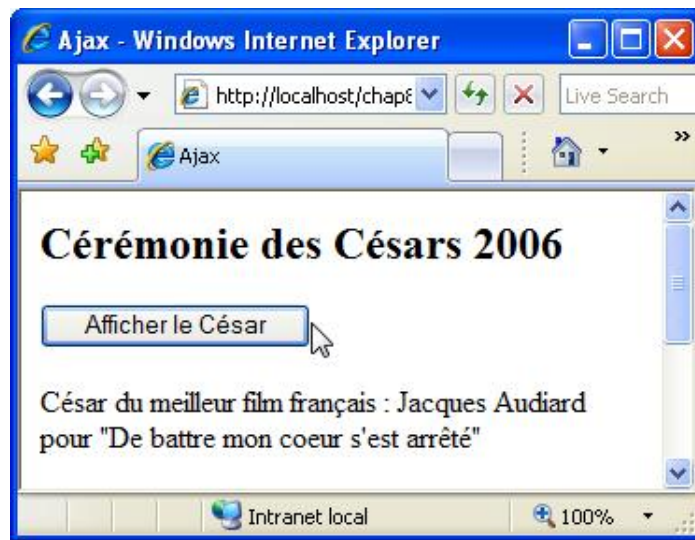 Ajax - Windows Internet Explorer
http://localhost/chap8
Live Search
Ajax
»
Cérémonie des Césars 2006
Afficher le César
César du meilleur film français : Jacques Audiard
pour "De battre mon coeur s'est arrêté"
Intranet local
100%